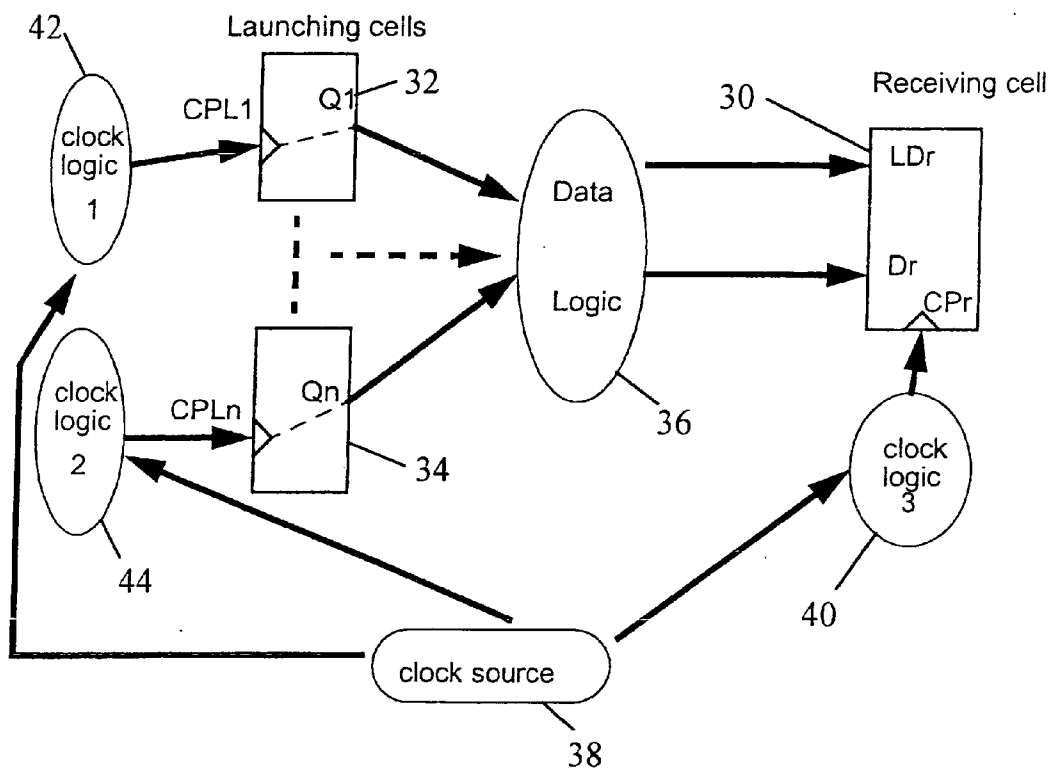 42
Launching cells
CPL1
Q1
32
clock
logic
1
30
Receiving cell
LDr
Dr
CPr
Data
Logic
36
clock
logic
2
44
CPLn
Qn
34
clock
logic
3
40
clock source
38